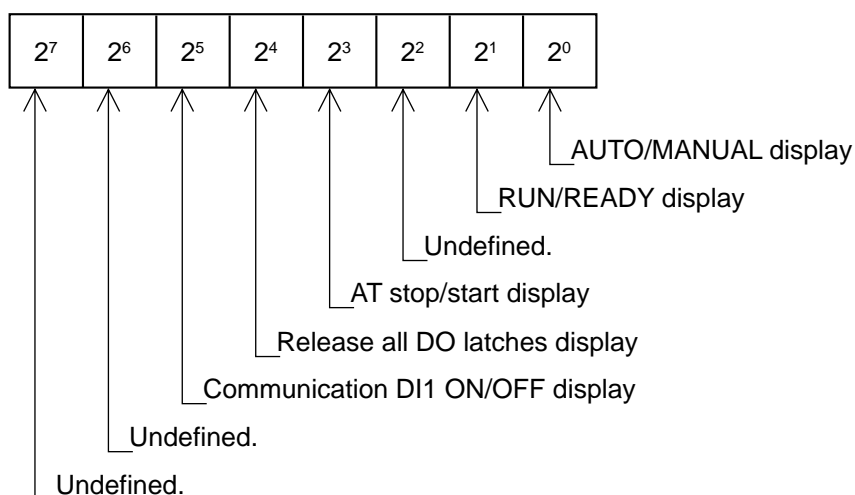 2⁷ 2⁶ 2⁵ 2⁴ 2³ 2² 2¹ 2⁰
AUTO/MANUAL display
RUN/READY display
Undefined.
AT stop/start display
Release all DO latches display
Communication DI1 ON/OFF display
Undefined.
Undefined.